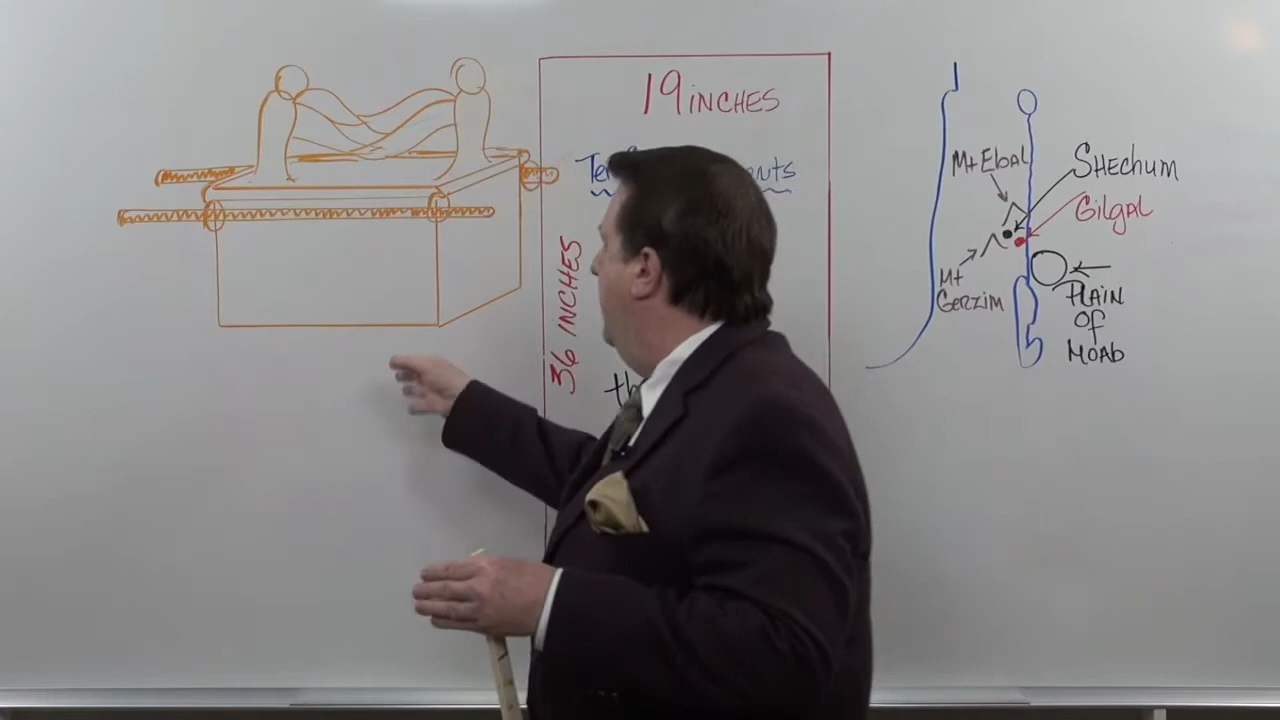 19 INCHES
36 INCHES
Mt Ebal
SHECHUM
Gilgal
Mt
GERZIM
PLAIN
OF
MOAB